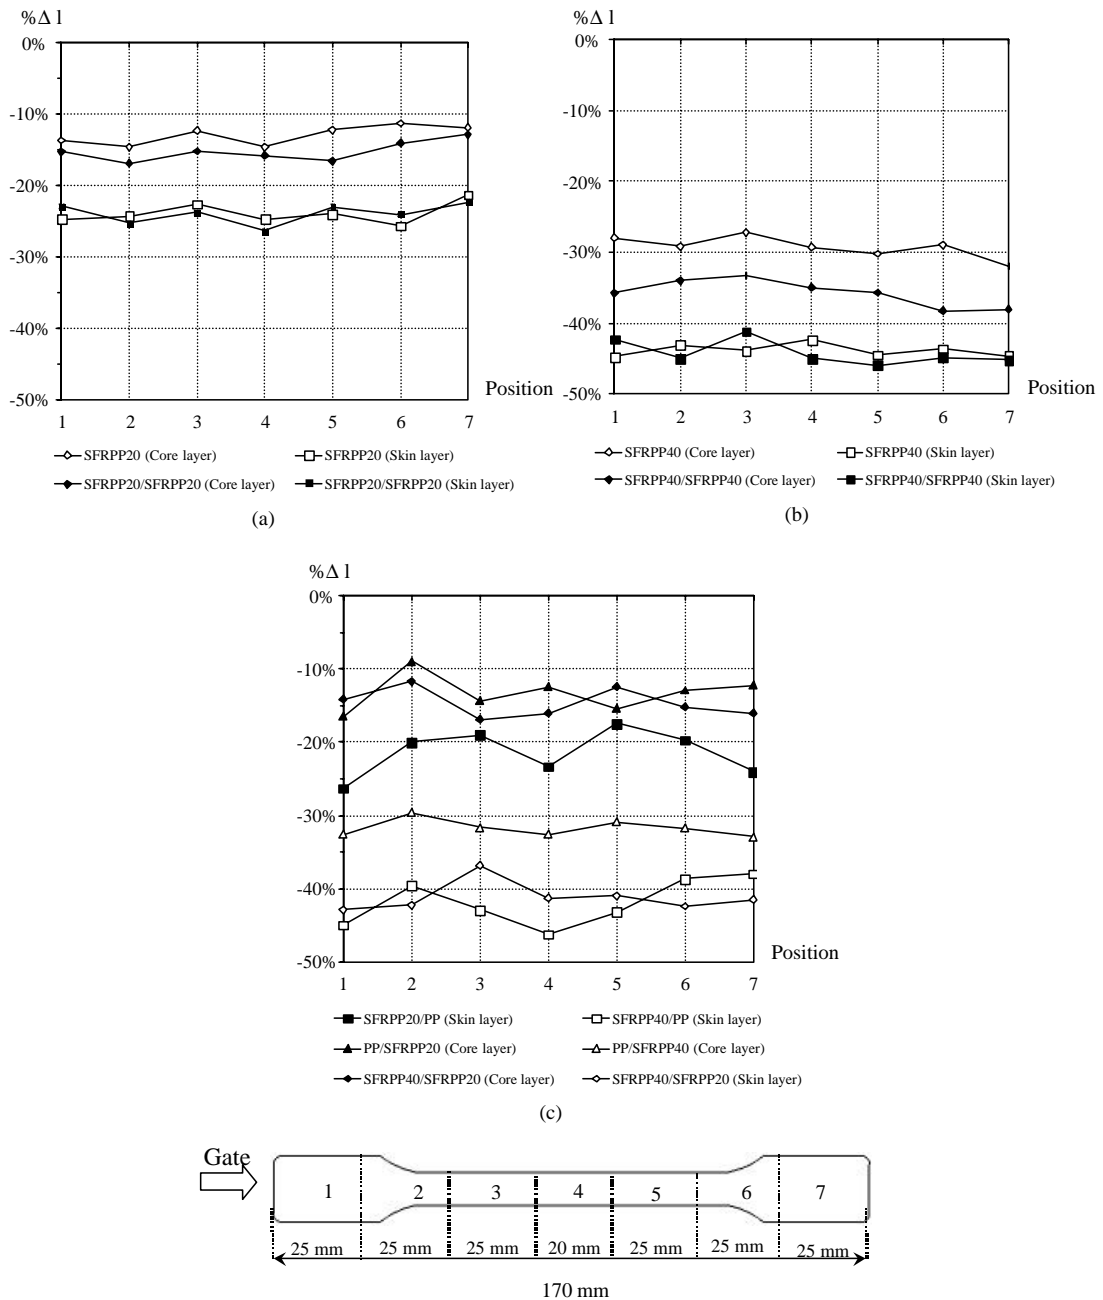 %Δ l
0%
-10%
-20%
-30%
-40%
-50%
Position
1 2 3 4 5 6 7
SFRPP20 (Core layer) SFRPP20 (Skin layer)
SFRPP20/SFRPP20 (Core layer) SFRPP20/SFRPP20 (Skin layer)
(a)
%Δ l
0%
-10%
-20%
-30%
-40%
-50%
Position
1 2 3 4 5 6 7
SFRPP40 (Core layer) SFRPP40 (Skin layer)
SFRPP40/SFRPP40 (Core layer) SFRPP40/SFRPP40 (Skin layer)
(b)
%Δ l
0%
-10%
-20%
-30%
-40%
-50%
Position
1 2 3 4 5 6 7
SFRPP20/PP (Skin layer) SFRPP40/PP (Skin layer)
PP/SFRPP20 (Core layer) PP/SFRPP40 (Core layer)
SFRPP40/SFRPP20 (Core layer) SFRPP40/SFRPP20 (Skin layer)
(c)
Gate
1 2 3 4 5 6 7
25 mm 25 mm 25 mm 20 mm 25 mm 25 mm 25 mm
170 mm